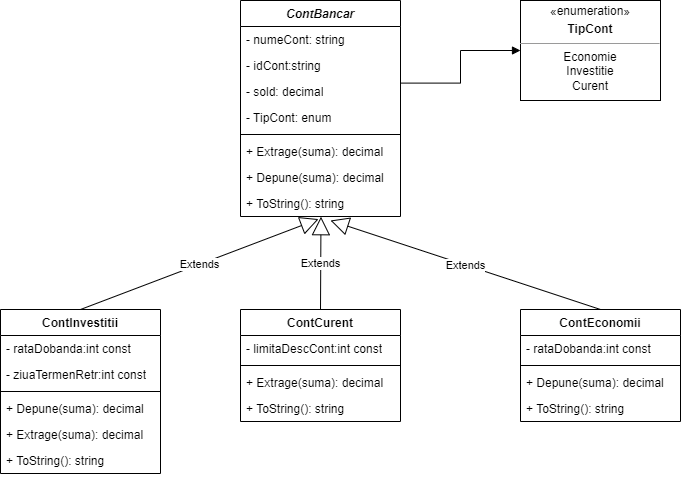 ContBancar
- numeCont: string
- idCont:string
- sold: decimal
- TipCont: enum
+ Extrage(suma): decimal
+ Depune(suma): decimal
+ ToString(): string
«enumeration»
TipCont
Economie
Investitie
Curent
Extends
Extends
Extends
ContInvestitii
- rataDobanda:int const
- ziuaTermenRetr;int const
+ Depune(suma): decimal
+ Extrage(suma): decimal
+ ToString(): string
ContCurent
- limitaDescCont:int const
+ Extrage(suma): decimal
+ ToString(): string
ContEconomii
- rataDobanda:int const
+ Depune(suma): decimal
+ ToString(): string